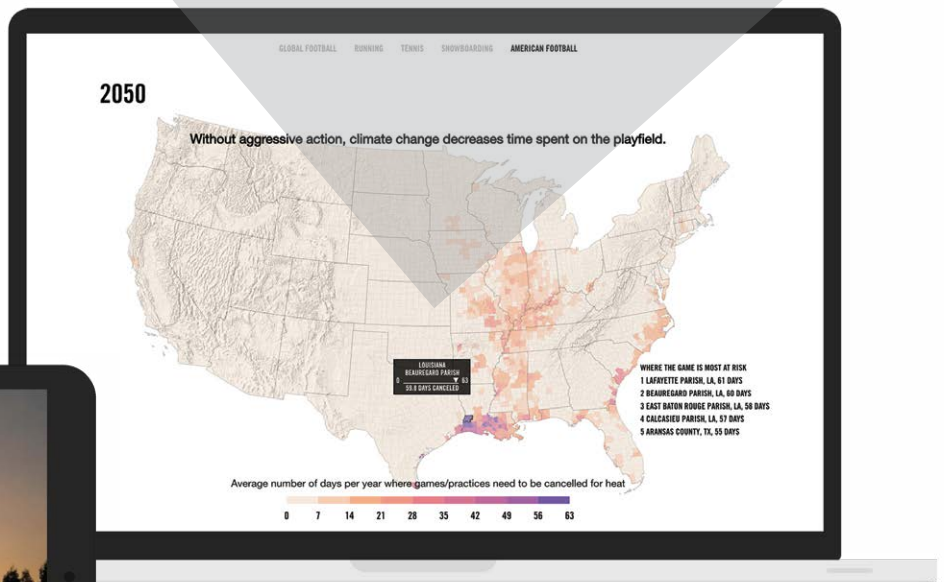 GLOBAL FOOTBALL RUNNING TENNIS SNOWBOARDING AMERICAN FOOTBALL
2050
Without aggressive action, climate change decreases time spent on the playfield.
LOUISIANA
BEAUREGARD PARISH
0 63
59.8 DAYS CANCELED
WHERE THE GAME IS MOST AT RISK
1 LAFAYETTE PARISH, LA, 61 DAYS
2 BEAUREGARD PARISH, LA, 60 DAYS
3 EAST BATON ROUGE PARISH, LA, 58 DAYS
4 CALCASIEU PARISH, LA, 57 DAYS
5 ARANSAS COUNTY, TX, 55 DAYS
Average number of days per year where games/practices need to be cancelled for heat
0 7 14 21 28 35 42 49 56 63